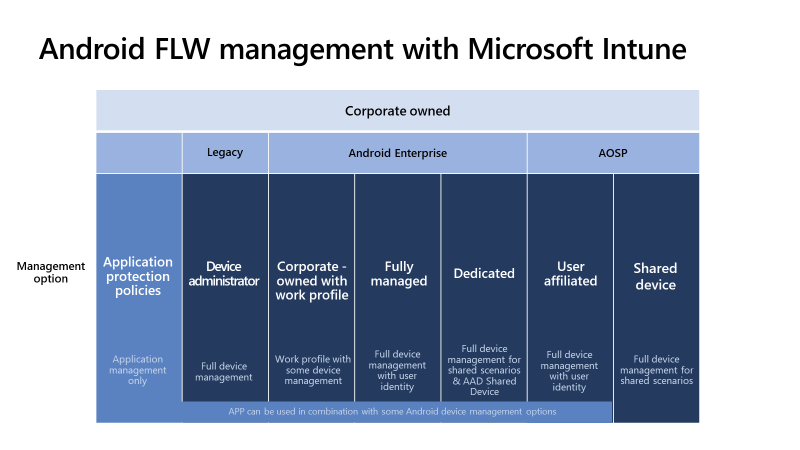 Android FLW management with Microsoft Intune
Corporate owned
Legacy
Android Enterprise
AOSP
Management
option
Application
protection
policies
Device
administrator
Corporate -
owned with
work profile
Fully
managed
Dedicated
User
affiliated
Shared
device
Application
management
only
Full device
management
Work profile with
some device
management
Full device
management
with user
identity
Full device
management for
shared scenarios
& AAD Shared
Device
Full device
management
with user
identity
Full device
management for
shared scenarios
APP can be used in combination with some Android device management options